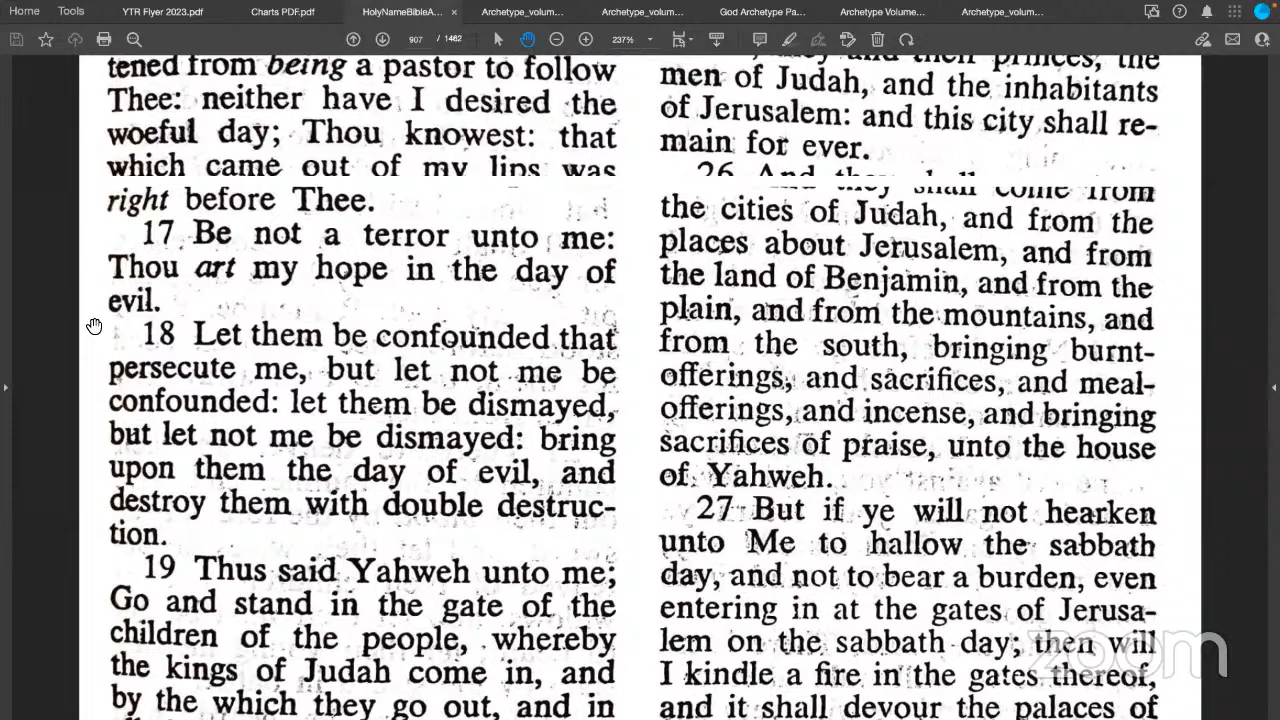 Home Tools YTR Flyer 2023.pdf Charts PDF.pdf HolyNameBibleA... × Archetype_volum... Archetype_volum... God Archetype Pa... Archetype Volume... Archetype_volum...
907 / 1462 237%
tened from being a pastor to follow
Thee: neither have I desired the
woeful day; Thou knowest: that
which came out of my lips was
right before Thee.
17 Be not a terror unto me:
Thou art my hope in the day of
evil.
18 Let them be confounded that
persecute me, but let not me be
confounded: let them be dismayed,
but let not me be dismayed: bring
upon them the day of evil, and
destroy them with double destruc-
tion.
19 Thus said Yahweh unto me;
Go and stand in the gate of the
children of the people, whereby
the kings of Judah come in, and
by the which they go out, and in
they and their princes, the
men of Judah, and the inhabitants
of Jerusalem: and this city shall re-
main for ever.
26 And they shall come from
the cities of Judah, and from the
places about Jerusalem, and from
the land of Benjamin, and from the
plain, and from the mountains, and
from the south, bringing burnt-
offerings, and sacrifices, and meal-
offerings, and incense, and bringing
sacrifices of praise, unto the house
of Yahweh.
27 But if ye will not hearken
unto Me to hallow the sabbath
day, and not to bear a burden, even
entering in at the gates of Jerusa-
lem on the sabbath day; then will
I kindle a fire in the gates thereof,
and it shall devour the palaces of
zoom